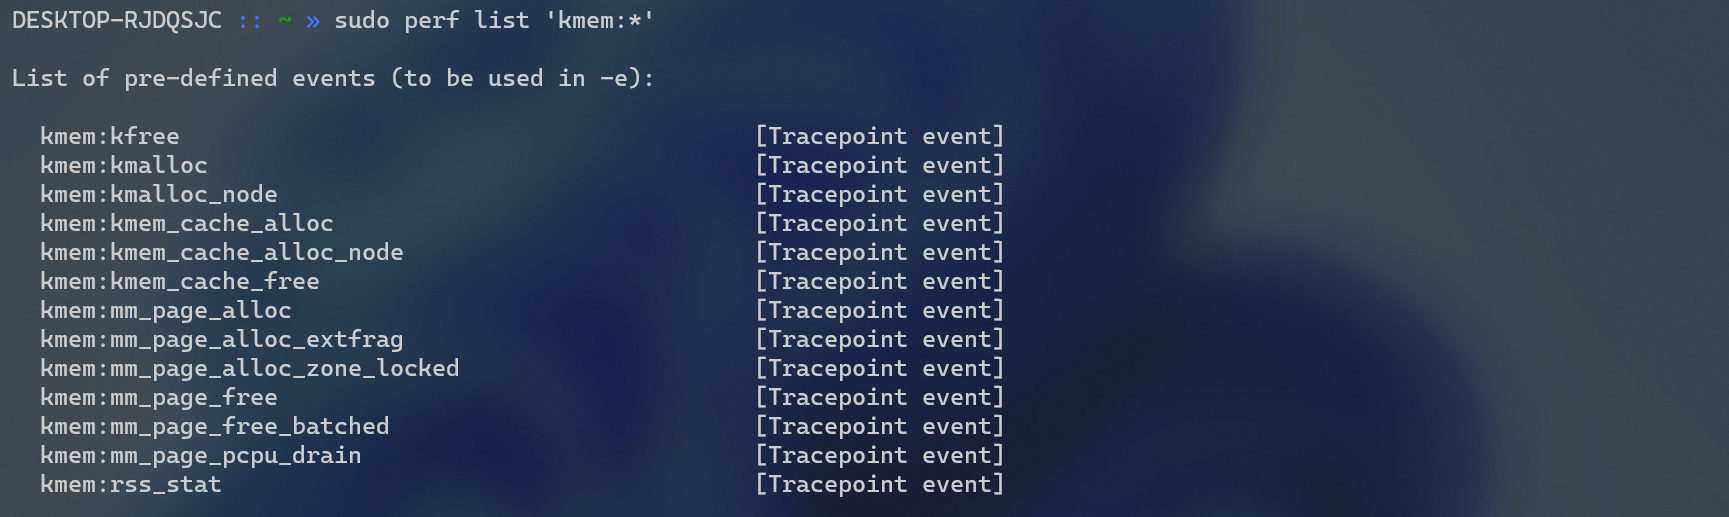 DESKTOP-RJDQSJC :: ~ » sudo perf list 'kmem:*'
List of pre-defined events (to be used in -e):
kmem:kfree [Tracepoint event]
kmem:kmalloc [Tracepoint event]
kmem:kmalloc_node [Tracepoint event]
kmem:kmem_cache_alloc [Tracepoint event]
kmem:kmem_cache_alloc_node [Tracepoint event]
kmem:kmem_cache_free [Tracepoint event]
kmem:mm_page_alloc [Tracepoint event]
kmem:mm_page_alloc_extfrag [Tracepoint event]
kmem:mm_page_alloc_zone_locked [Tracepoint event]
kmem:mm_page_free [Tracepoint event]
kmem:mm_page_free_batched [Tracepoint event]
kmem:mm_page_pcpu_drain [Tracepoint event]
kmem:rss_stat [Tracepoint event]